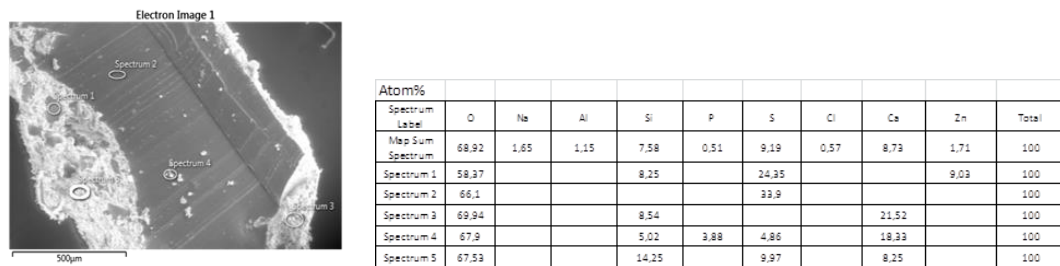 Electron Image 1
Spectrum 2
Spectrum 1
Spectrum 4
Spectrum 3
500µm
Atom%
Spectrum Label O Na Al Si P S Cl Ca Zn Total
Map Sum Spectrum 68,92 1,65 1,15 7,58 0,51 9,19 0,57 8,73 1,71 100
Spectrum 1 58,37 8,25 24,35 9,03 100
Spectrum 2 66,1 33,9 100
Spectrum 3 69,94 8,54 21,52 100
Spectrum 4 67,9 5,02 3,88 4,86 18,33 100
Spectrum 5 67,53 14,25 9,97 8,25 100